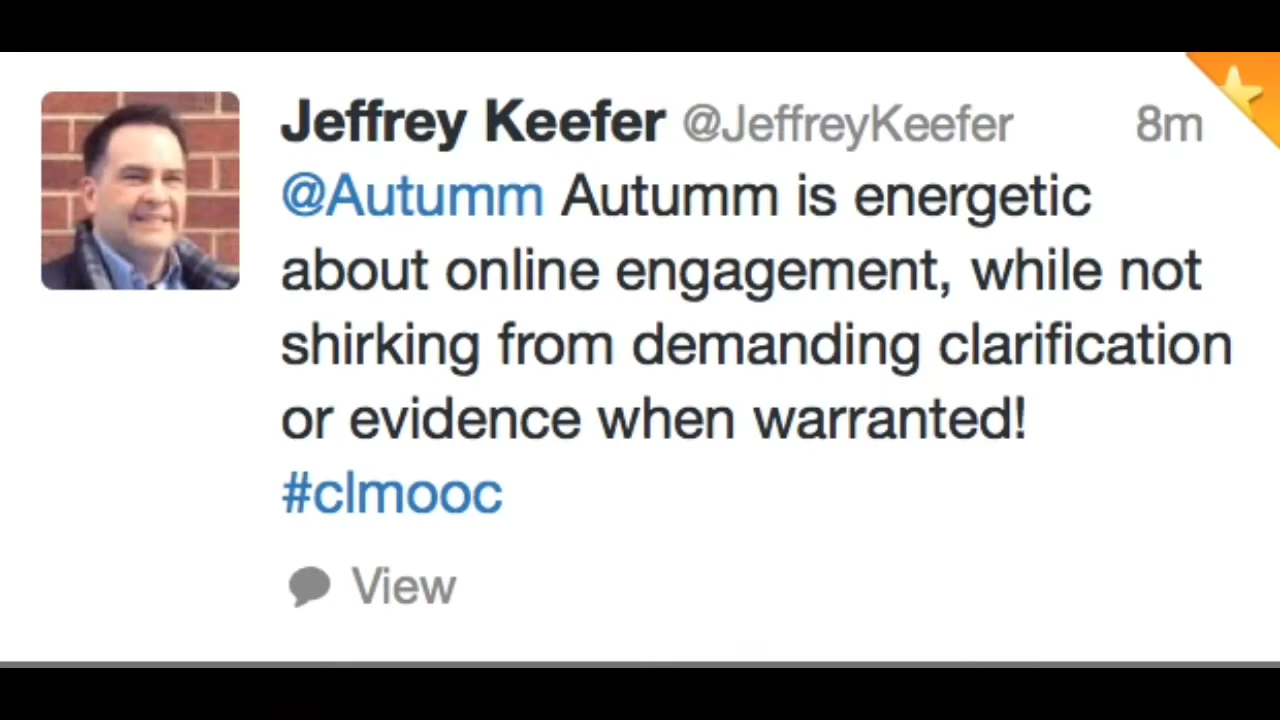 Jeffrey Keefer @JeffreyKeefer 8m
@Autumm Autumm is energetic
about online engagement, while not
shirking from demanding clarification
or evidence when warranted!
#clmooc
View